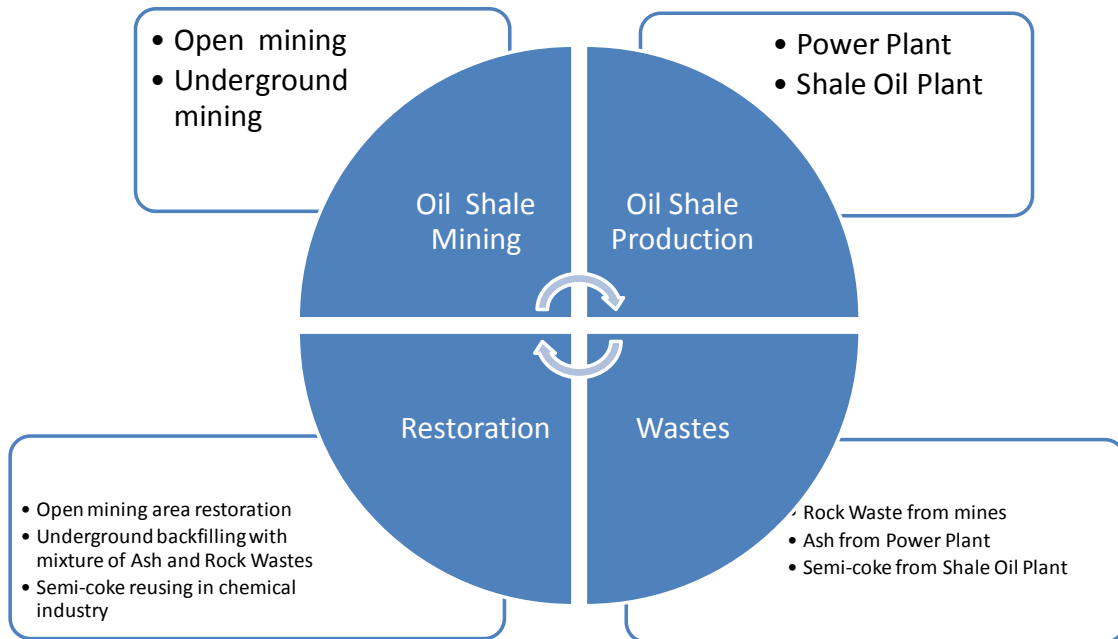 • Open mining
• Underground
mining
• Power Plant
• Shale Oil Plant
Oil Shale
Mining
Oil Shale
Production
Restoration
Wastes
• Open mining area restoration
• Underground backfilling with
mixture of Ash and Rock Wastes
• Semi-coke reusing in chemical
industry
• Rock Waste from mines
• Ash from Power Plant
• Semi-coke from Shale Oil Plant